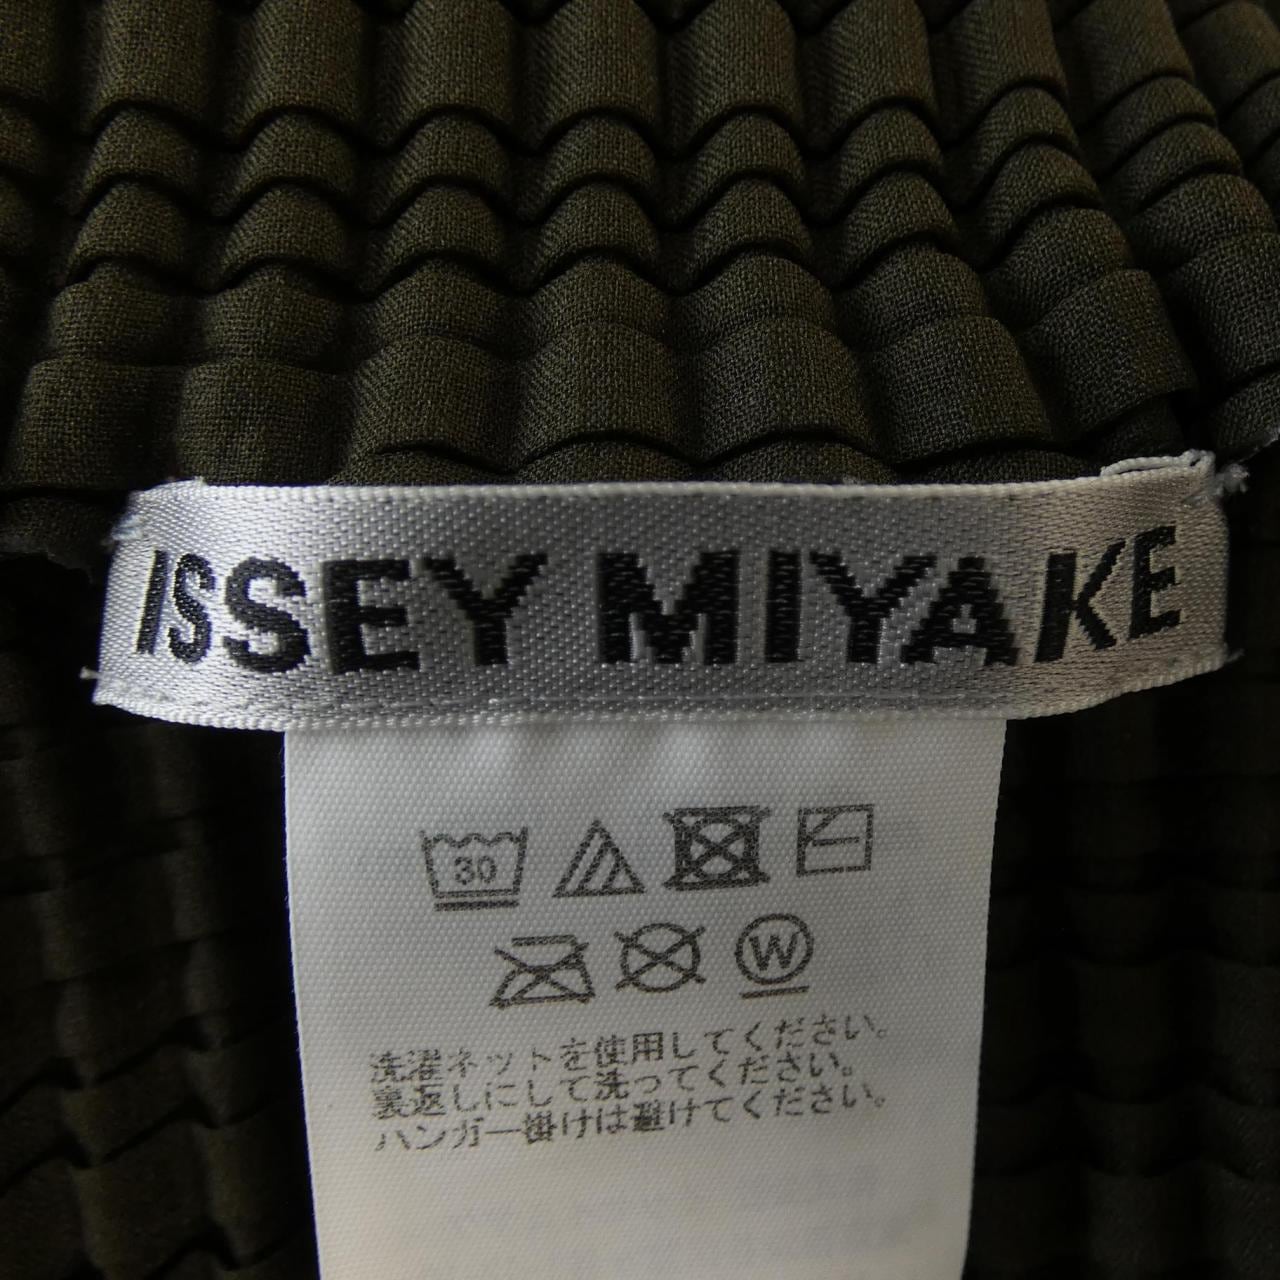 ISSEY MIYAKE
30
W
洗濯ネットを使用してください。
裏返しにして洗ってください。
ハンガー掛けは避けてください。